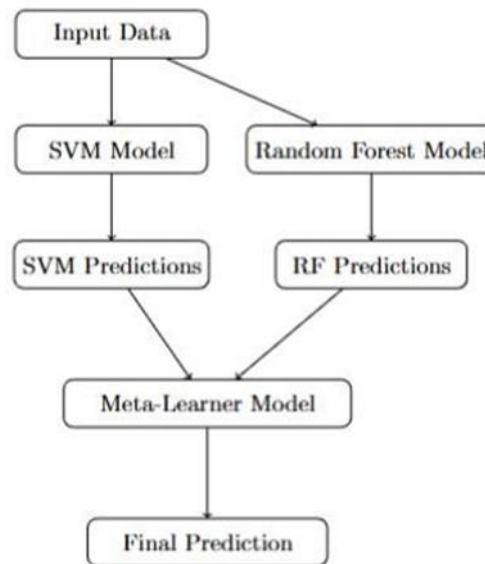 Input Data
SVM Model
Random Forest Model
SVM Predictions
RF Predictions
Meta-Learner Model
Final Prediction